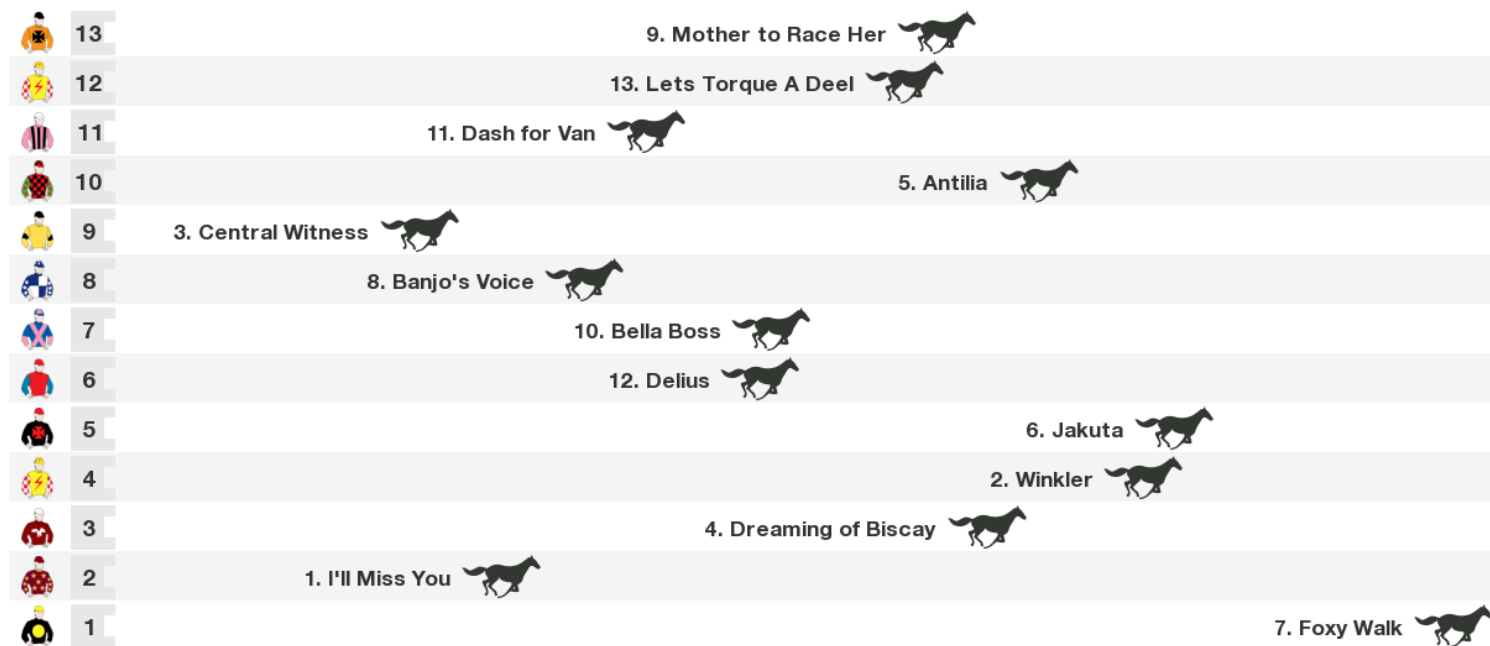 13 9. Mother to Race Her
12 13. Lets Torque A Deel
11 11. Dash for Van
10 5. Antilia
9 3. Central Witness
8 8. Banjo's Voice
7 10. Bella Boss
6 12. Delius
5 6. Jakuta
4 2. Winkler
3 4. Dreaming of Biscay
2 1. I'll Miss You
1 7. Foxy Walk